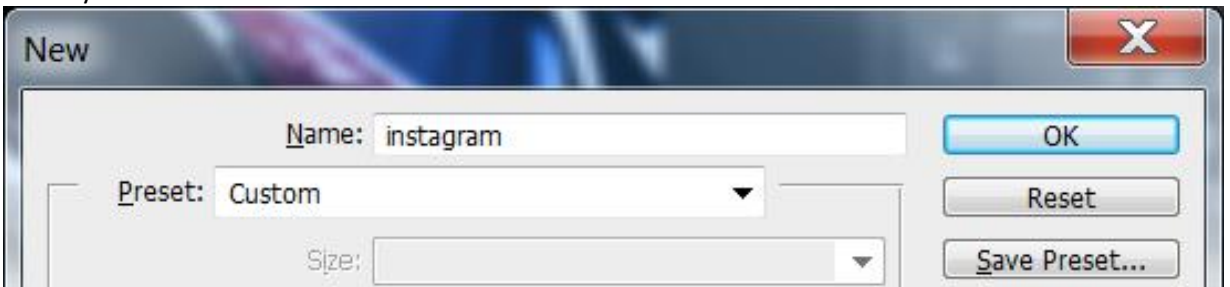 New
Name: instagram
OK
Preset: Custom
Reset
Size:
Save Preset...